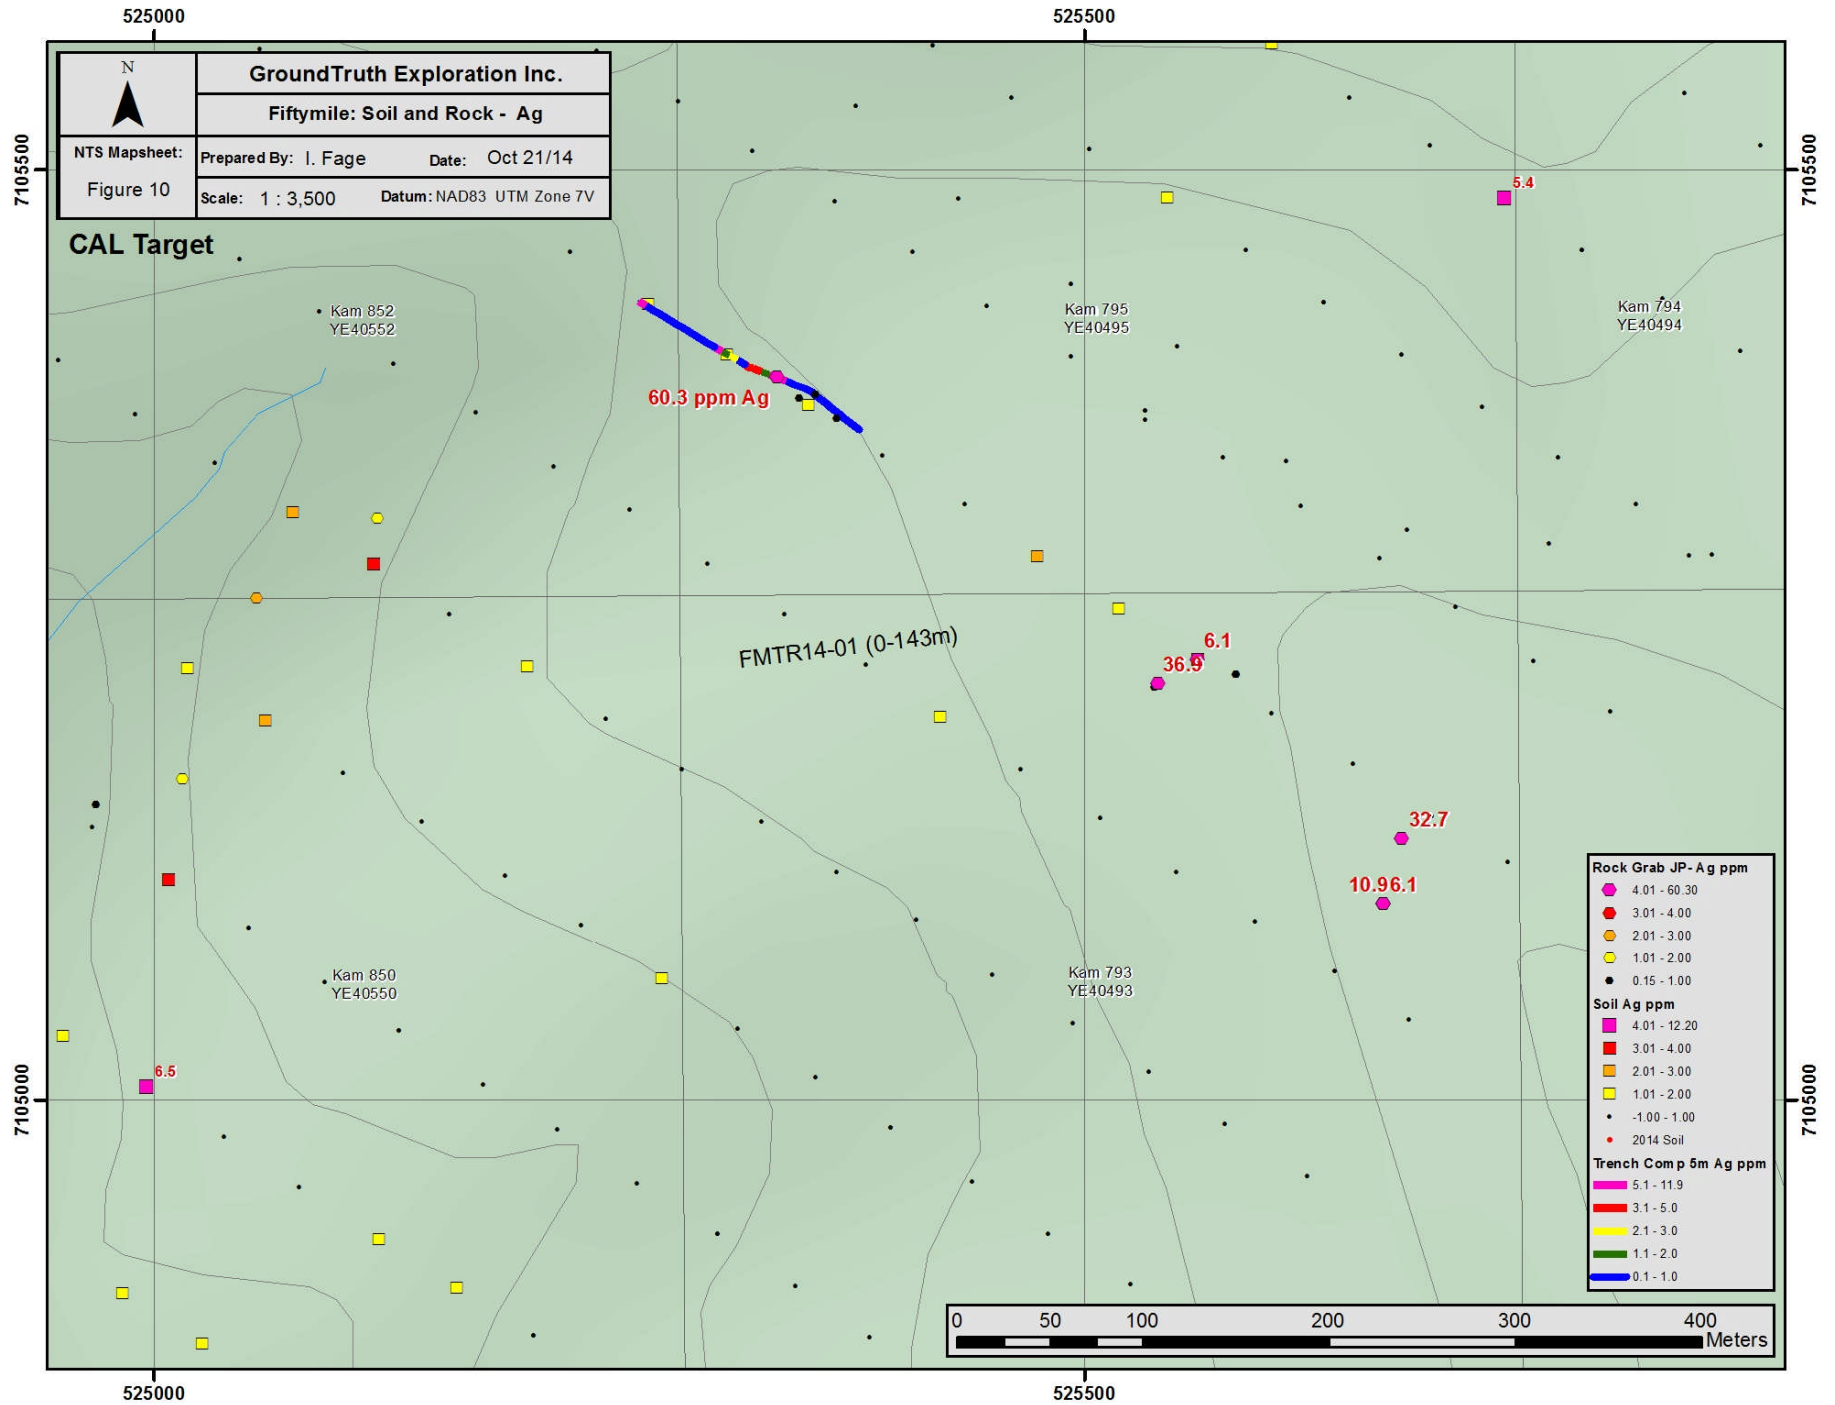 525000
525500
N
GroundTruth Exploration Inc.
Fiftymile: Soil and Rock - Ag
NTS Mapsheet:
Figure 10
Prepared By: I. Fage Date: Oct 21/14
Scale: 1 : 3,500 Datum: NAD83 UTM Zone 7V
7105500
7105500
CAL Target
5.4
Kam 852
YE40552
Kam 795
YE40495
Kam 794
YE40494
60.3 ppm Ag
FMTR14-01 (0-143m)
6.1
36.9
32.7
10.96.1
Kam 850
YE40550
Kam 793
YE40493
6.5
7105000
7105000
Rock Grab JP- Ag ppm
4.01 - 60.30
3.01 - 4.00
2.01 - 3.00
1.01 - 2.00
0.15 - 1.00
Soil Ag ppm
4.01 - 12.20
3.01 - 4.00
2.01 - 3.00
1.01 - 2.00
-1.00 - 1.00
2014 Soil
Trench Comp 5m Ag ppm
5.1 - 11.9
3.1 - 5.0
2.1 - 3.0
1.1 - 2.0
0.1 - 1.0
0 50 100 200 300 400
Meters
525000
525500